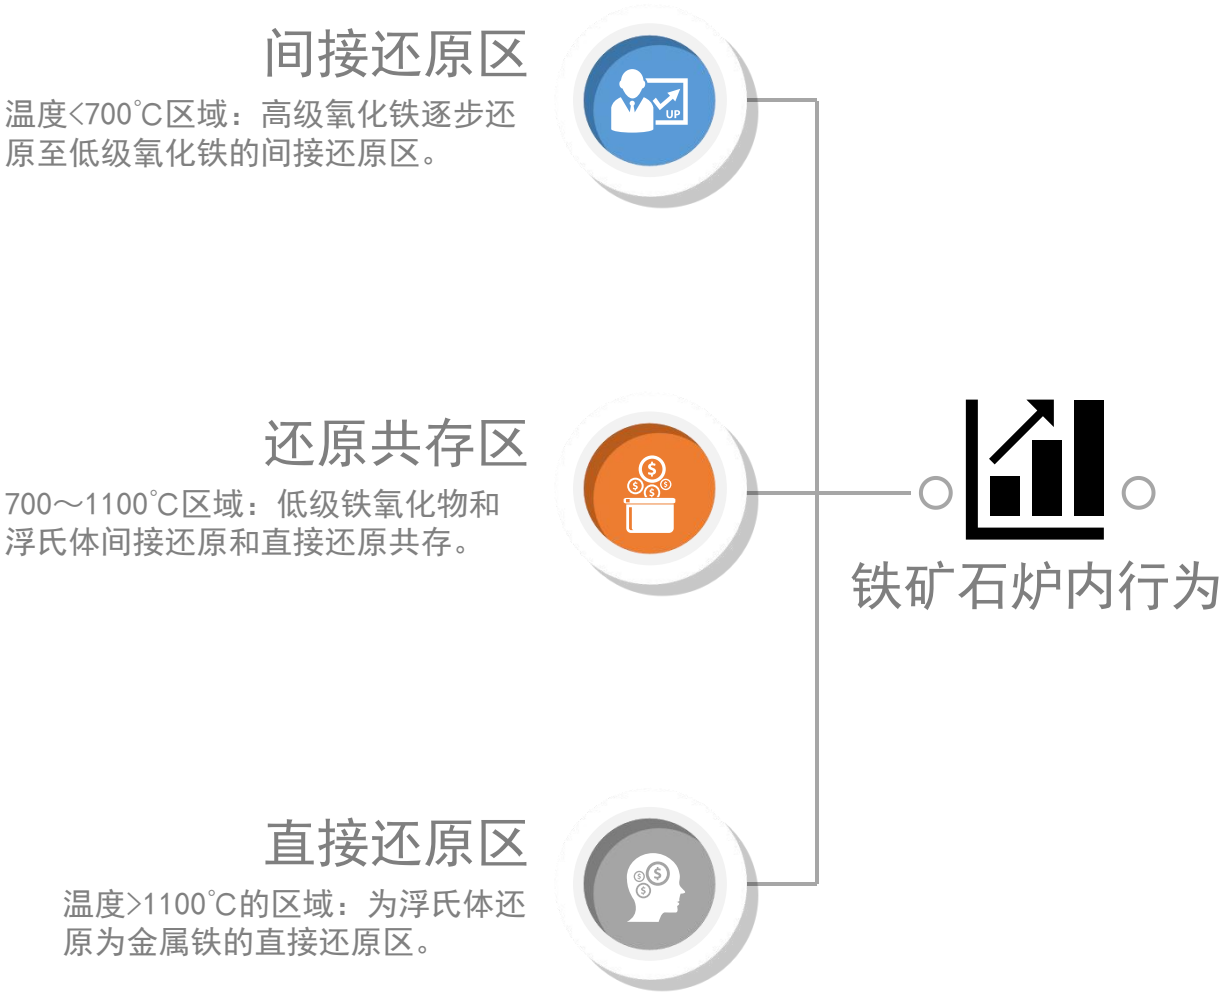 间接还原区
温度<700℃区域：高级氧化铁逐步还
原至低级氧化铁的间接还原区。
UP
还原共存区
700～1100℃区域：低级铁氧化物和
浮氏体间接还原和直接还原共存。
$
$
$
$
铁矿石炉内行为
直接还原区
温度>1100℃的区域：为浮氏体还
原为金属铁的直接还原区。
$
$
$